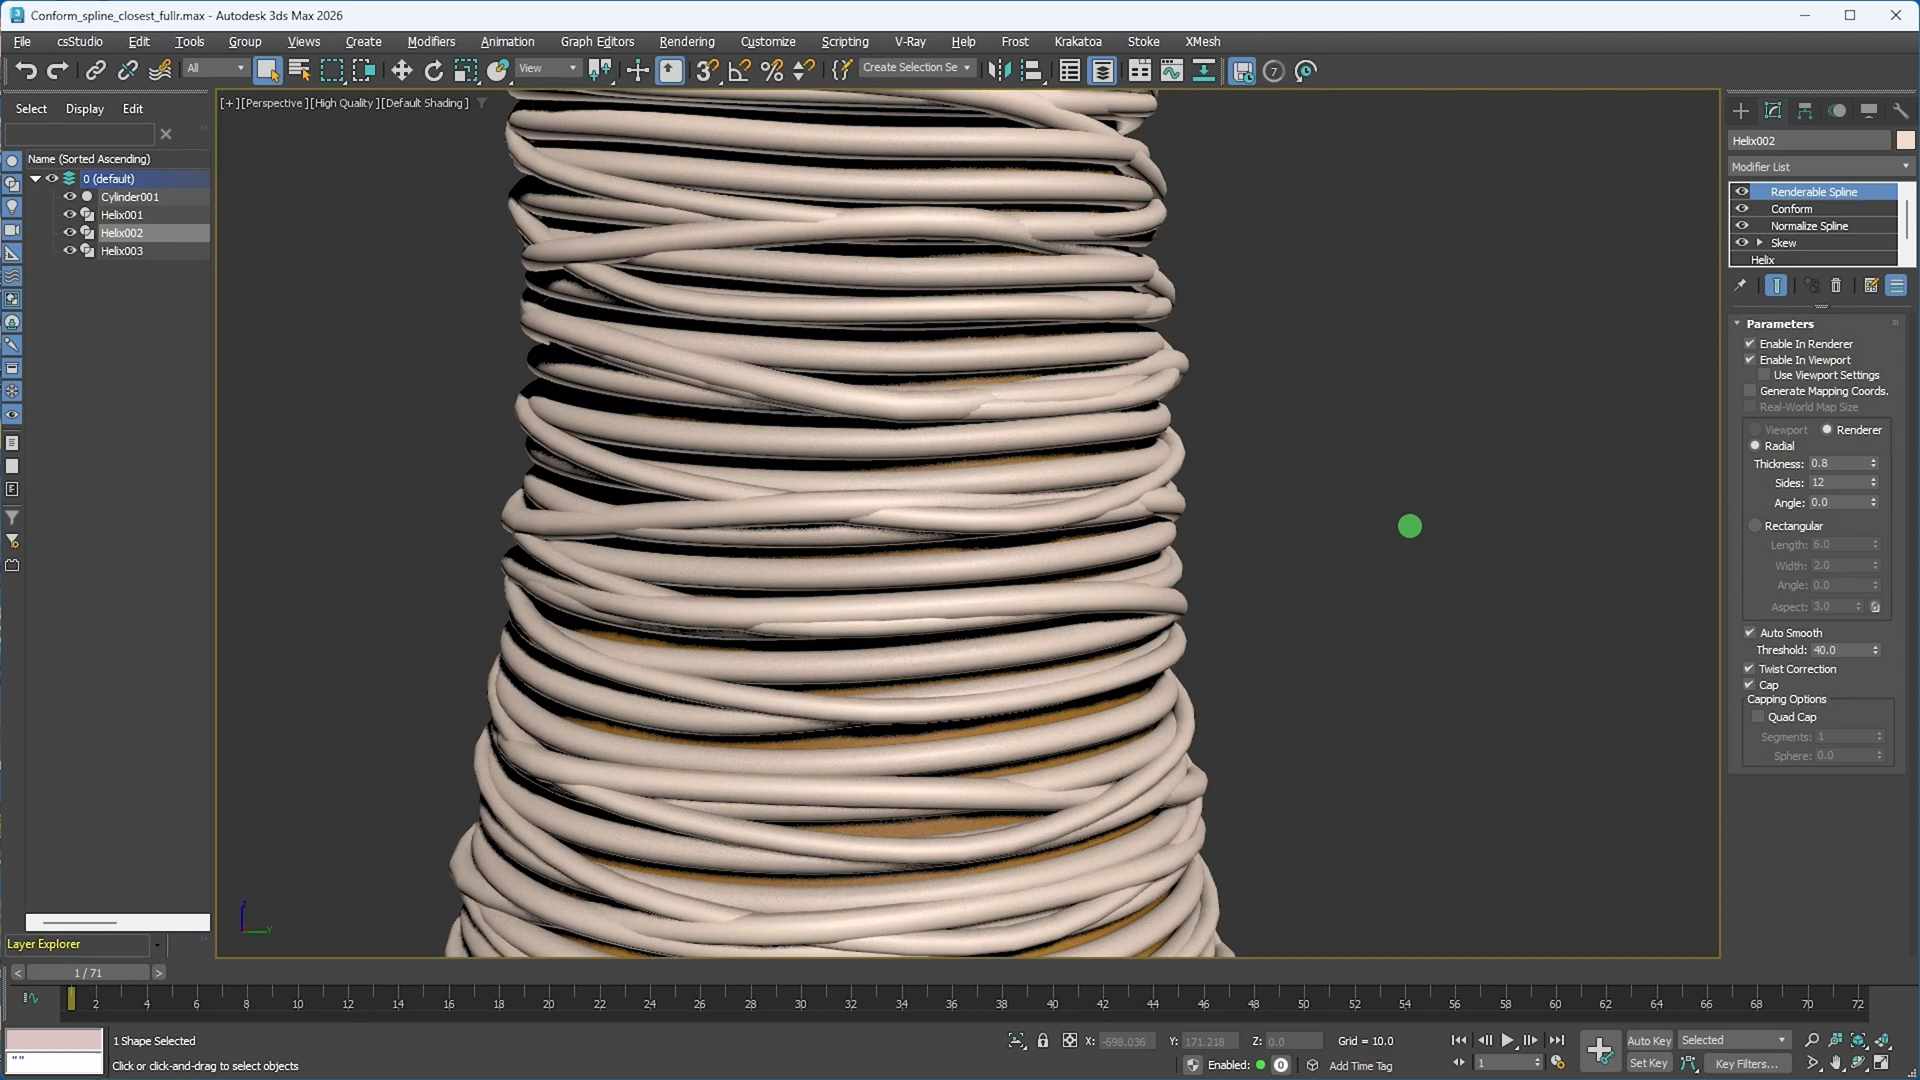 Conform_spline_closest_fullr.max - Autodesk 3ds Max 2026
File csStudio Edit Tools Group Views Create Modifiers Animation Graph Editors Rendering Customize Scripting V-Ray Help Frost Krakatoa Stoke XMesh
All View Create Selection Se
Select Display Edit
[+] [Perspective] [High Quality] [Default Shading]
Name (Sorted Ascending)
0 (default)
Cylinder001
Helix001
Helix002
Helix003
Helix002
Modifier List
Renderable Spline
Conform
Normalize Spline
Skew
Helix
Parameters
Enable In Renderer
Enable In Viewport
Use Viewport Settings
Generate Mapping Coords.
Real-World Map Size
Viewport Renderer
Radial
Thickness: 0.8
Sides: 12
Angle: 0.0
Rectangular
Length: 6.0
Width: 2.0
Angle: 0.0
Aspect: 3.0
Auto Smooth
Threshold: 40.0
Twist Correction
Cap
Capping Options
Quad Cap
Segments: 1
Sphere: 0.0
z
y
Layer Explorer
< 1 / 71 >
2 4 6 8 10 12 14 16 18 20 22 24 26 28 30 32 34 36 38 40 42 44 46 48 50 52 54 56 58 60 62 64 66 68 70 72
1 Shape Selected
X: -698.036 Y: 171.218 Z: 0.0 Grid = 10.0
Auto Key Selected
""
Click or click-and-drag to select objects
Enabled: 0 Add Time Tag
1
Set Key Key Filters...